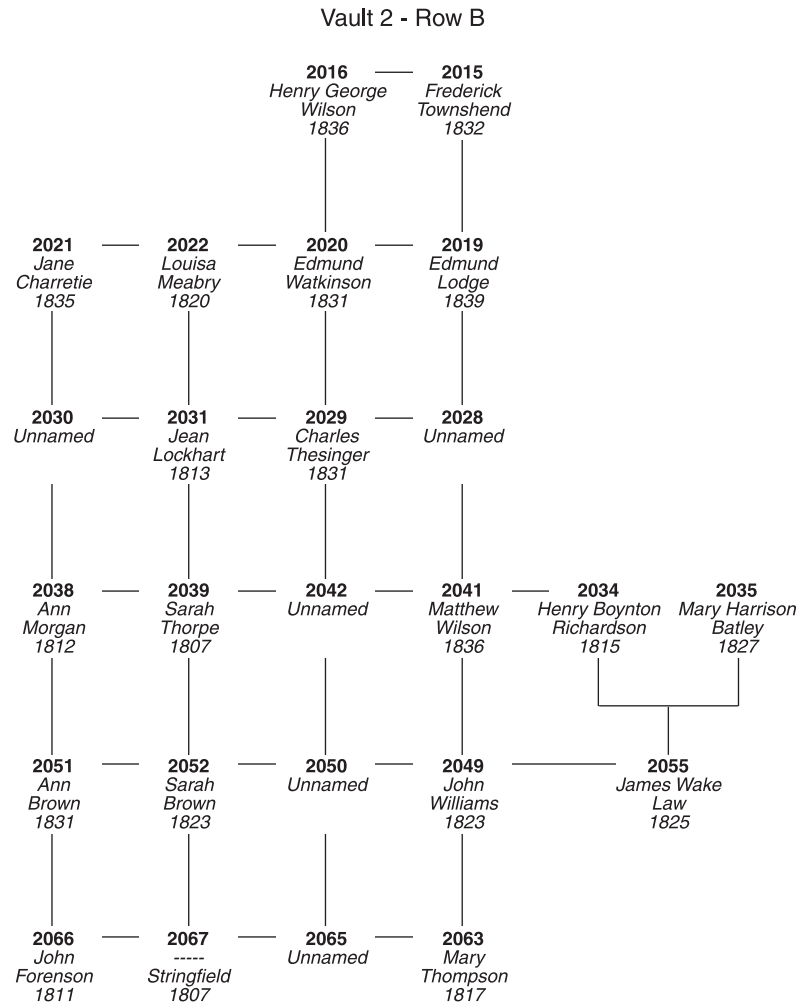 Vault 2 - Row B
2016
Henry George
Wilson
1836
2015
Frederick
Townshend
1832
2021
Jane
Charretie
1835
2022
Louisa
Meabry
1820
2020
Edmund
Watkinson
1831
2019
Edmund
Lodge
1839
2030
Unnamed
2031
Jean
Lockhart
1813
2029
Charles
Thesinger
1831
2028
Unnamed
2038
Ann
Morgan
1812
2039
Sarah
Thorpe
1807
2042
Unnamed
2041
Matthew
Wilson
1836
2034
Henry Boynton
Richardson
1815
2035
Mary Harrison
Batley
1827
2051
Ann
Brown
1831
2052
Sarah
Brown
1823
2050
Unnamed
2049
John
Williams
1823
2055
James Wake
Law
1825
2066
John
Forenson
1811
2067
-----
Stringfield
1807
2065
Unnamed
2063
Mary
Thompson
1817